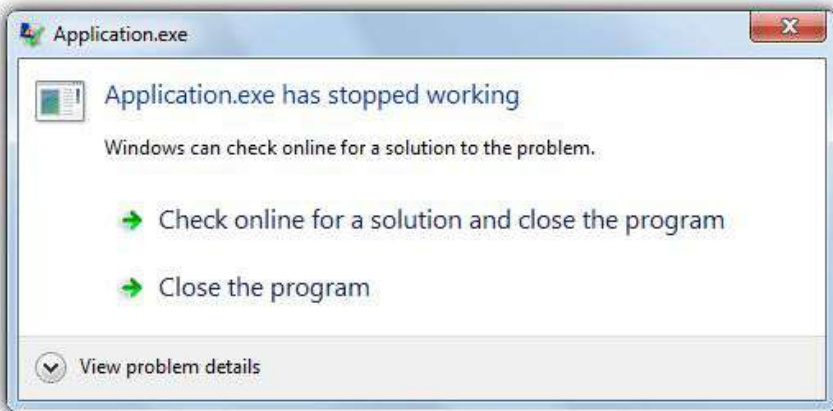 Application.exe
Application.exe has stopped working
Windows can check online for a solution to the problem.
Check online for a solution and close the program
Close the program
View problem details